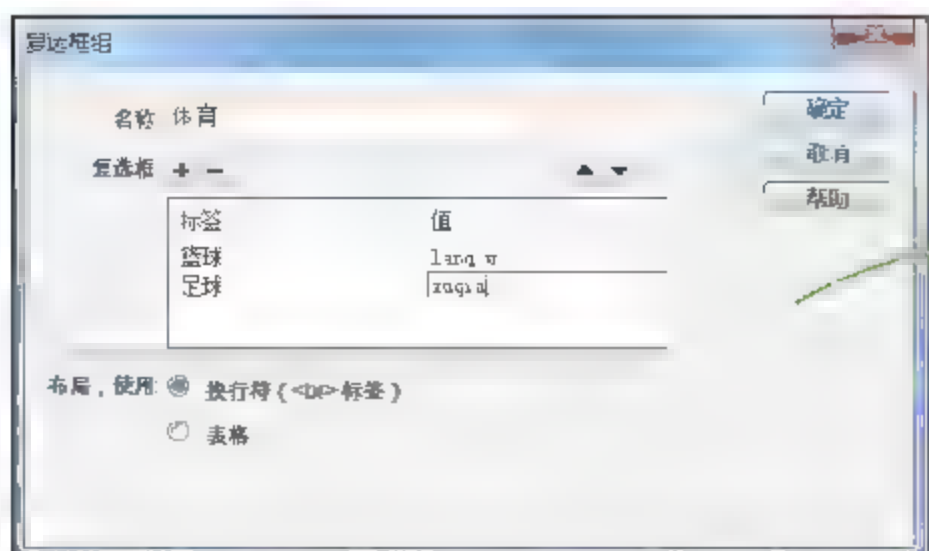 复选框组
名称 体育
确定
取消
复选框 + −
帮助
标签 值
篮球
足球
布局，使用: 换行符（<br>标签）
表格